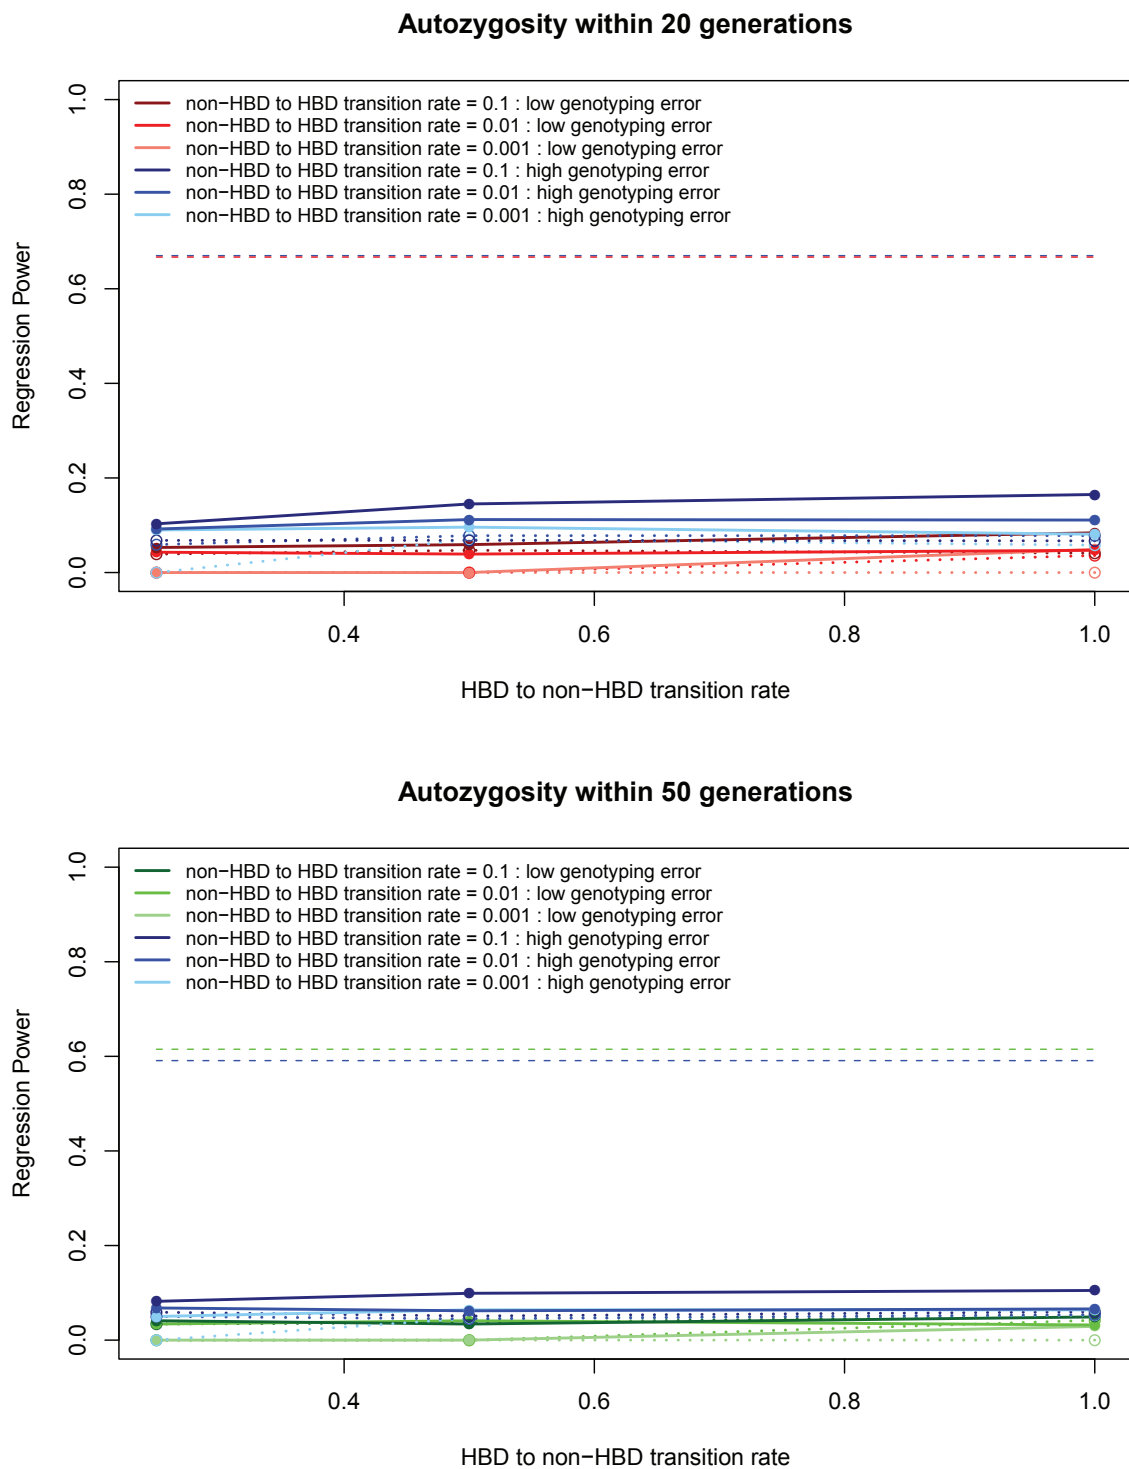 Autozygosity within 20 generations
non−HBD to HBD transition rate = 0.1 : low genotyping error
non−HBD to HBD transition rate = 0.01 : low genotyping error
non−HBD to HBD transition rate = 0.001 : low genotyping error
non−HBD to HBD transition rate = 0.1 : high genotyping error
non−HBD to HBD transition rate = 0.01 : high genotyping error
non−HBD to HBD transition rate = 0.001 : high genotyping error
Regression Power
1.0
0.8
0.6
0.4
0.2
0.0
0.4 0.6 0.8 1.0
HBD to non−HBD transition rate
Autozygosity within 50 generations
non−HBD to HBD transition rate = 0.1 : low genotyping error
non−HBD to HBD transition rate = 0.01 : low genotyping error
non−HBD to HBD transition rate = 0.001 : low genotyping error
non−HBD to HBD transition rate = 0.1 : high genotyping error
non−HBD to HBD transition rate = 0.01 : high genotyping error
non−HBD to HBD transition rate = 0.001 : high genotyping error
Regression Power
1.0
0.8
0.6
0.4
0.2
0.0
0.4 0.6 0.8 1.0
HBD to non−HBD transition rate